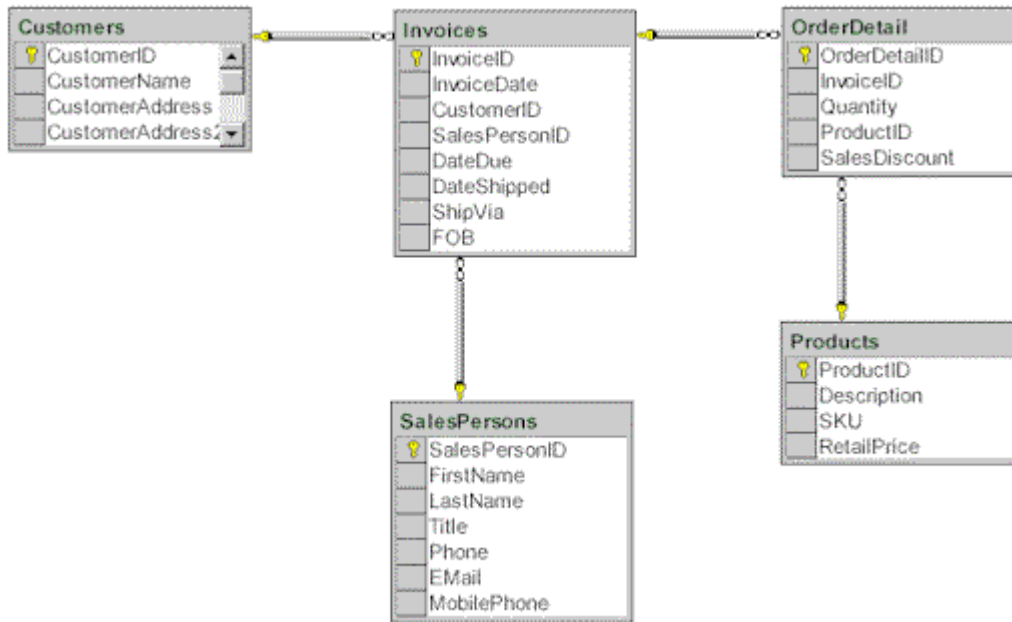 Customers
CustomerID
CustomerName
CustomerAddress
CustomerAddress2
Invoices
InvoiceID
InvoiceDate
CustomerID
SalesPersonID
DateDue
DateShipped
ShipVia
FOB
OrderDetail
OrderDetailID
InvoiceID
Quantity
ProductID
SalesDiscount
SalesPersons
SalesPersonID
FirstName
LastName
Title
Phone
EMail
MobilePhone
Products
ProductID
Description
SKU
RetailPrice